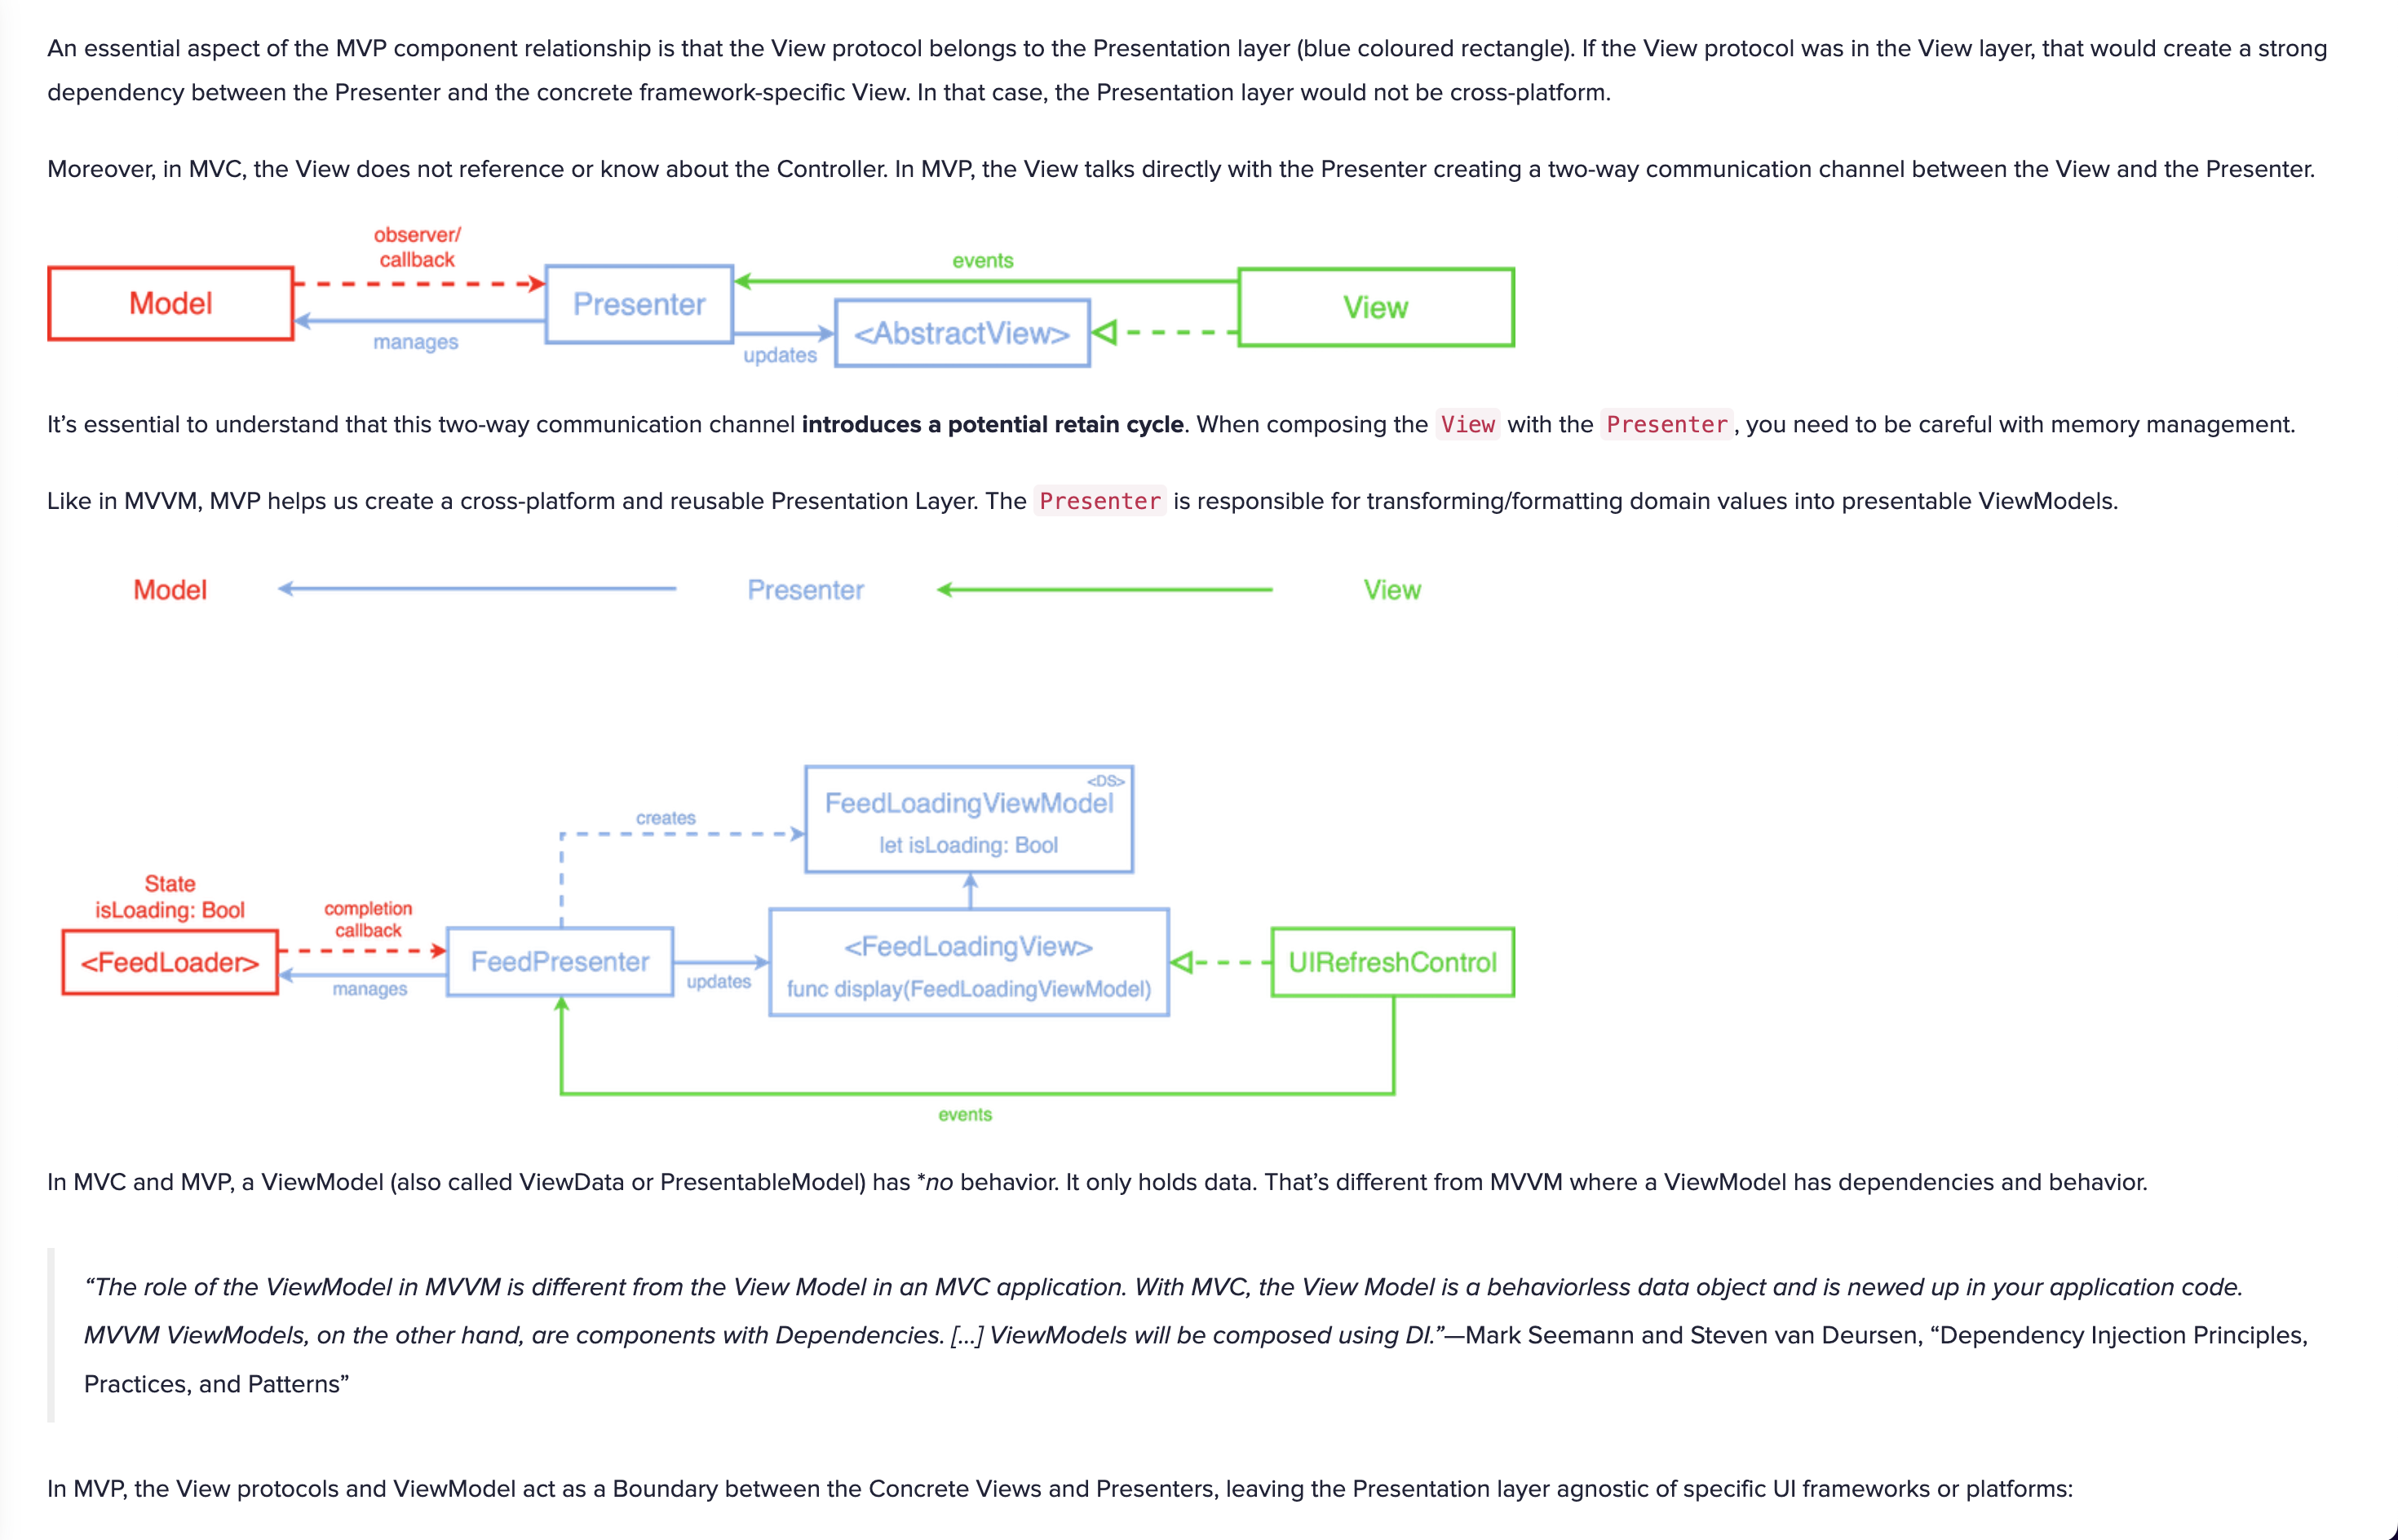 An essential aspect of the MVP component relationship is that the View protocol belongs to the Presentation layer (blue coloured rectangle). If the View protocol was in the View layer, that would create a strong
dependency between the Presenter and the concrete framework-specific View. In that case, the Presentation layer would not be cross-platform.
Moreover, in MVC, the View does not reference or know about the Controller. In MVP, the View talks directly with the Presenter creating a two-way communication channel between the View and the Presenter.
observer/
callback
events
Model
Presenter
<AbstractView>
View
manages
updates
It’s essential to understand that this two-way communication channel introduces a potential retain cycle. When composing the View with the Presenter, you need to be careful with memory management.
Like in MVVM, MVP helps us create a cross-platform and reusable Presentation Layer. The Presenter is responsible for transforming/formatting domain values into presentable ViewModels.
Model
Presenter
View
<DS>
FeedLoadingViewModel
let isLoading: Bool
creates
State
isLoading: Bool
completion
callback
<FeedLoader>
FeedPresenter
<FeedLoadingView>
func display(FeedLoadingViewModel)
UIRefreshControl
manages
updates
events
In MVC and MVP, a ViewModel (also called ViewData or PresentableModel) has *no behavior. It only holds data. That’s different from MVVM where a ViewModel has dependencies and behavior.
“The role of the ViewModel in MVVM is different from the View Model in an MVC application. With MVC, the View Model is a behaviorless data object and is newed up in your application code.
MVVM ViewModels, on the other hand, are components with Dependencies. [...] ViewModels will be composed using DI.”—Mark Seemann and Steven van Deursen, “Dependency Injection Principles,
Practices, and Patterns”
In MVP, the View protocols and ViewModel act as a Boundary between the Concrete Views and Presenters, leaving the Presentation layer agnostic of specific UI frameworks or platforms: